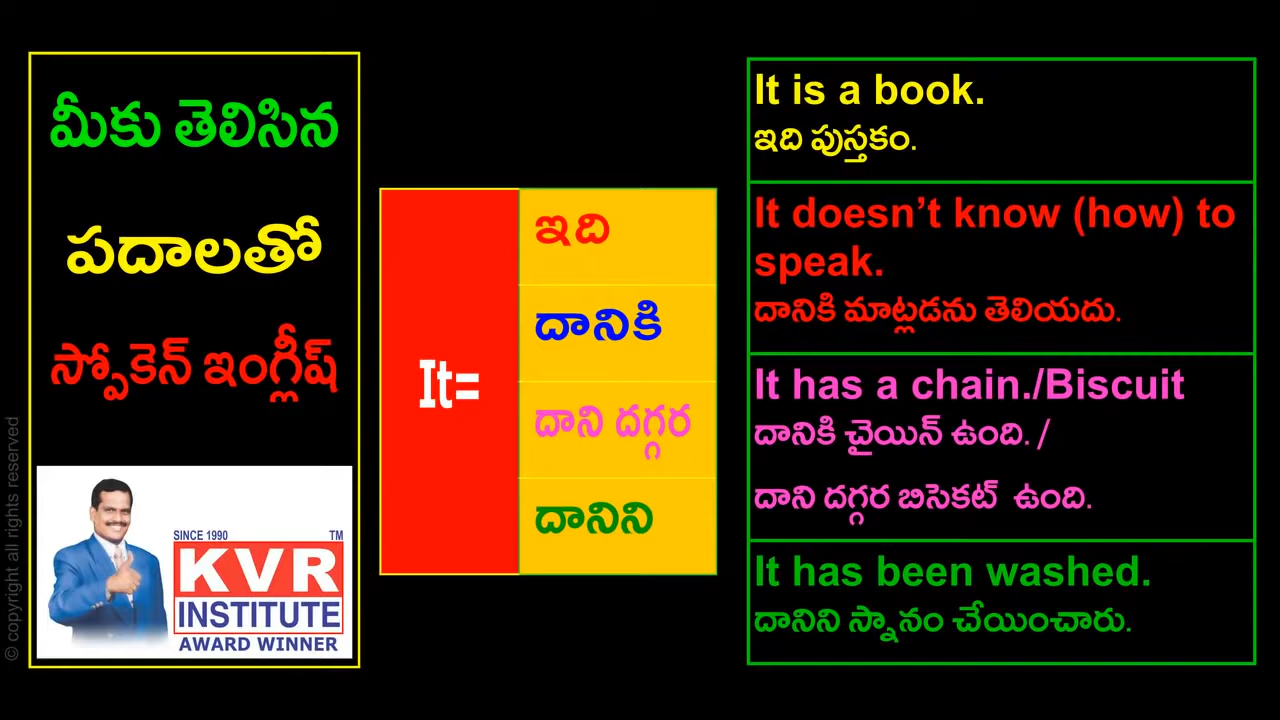 మీకు తెలిసిన
పదాలతో
స్పోకెన్ ఇంగ్లీష్
SINCE 1990 TM
KVR
INSTITUTE
AWARD WINNER
© copyright all rights reserved
It=
ఇది
దానికి
దాని దగ్గర
దానిని
It is a book.
ఇది పుస్తకం.
It doesn’t know (how) to
speak.
దానికి మాట్లడను తెలియదు.
It has a chain./Biscuit
దానికి చైయిన్ ఉంది. /
దాని దగ్గర బిసెకట్ ఉంది.
It has been washed.
దానిని స్నానం చేయించారు.